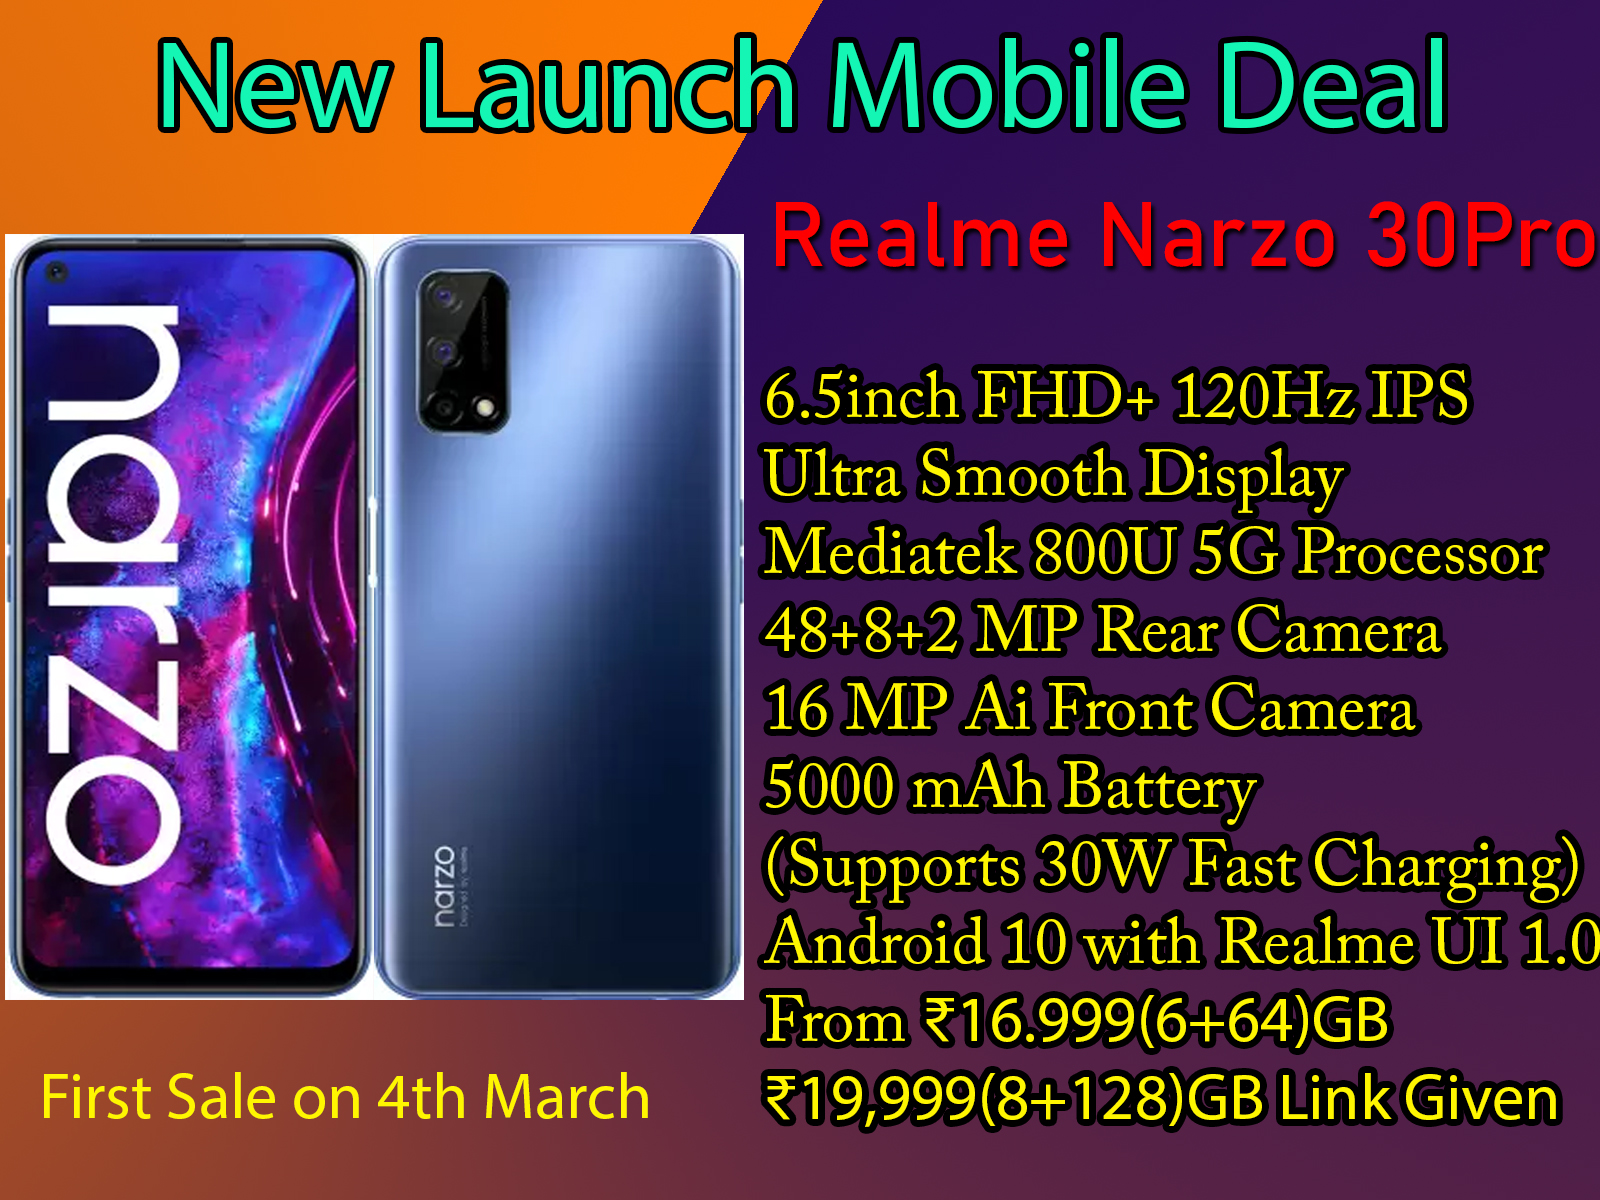 New Launch Mobile Deal
Realme Narzo 30Pro
narzo
narzo
6.5inch FHD+ 120Hz IPS
Ultra Smooth Display
Mediatek 800U 5G Processor
48+8+2 MP Rear Camera
16 MP Ai Front Camera
5000 mAh Battery
(Supports 30W Fast Charging)
Android 10 with Realme UI 1.0
From ₹16.999(6+64)GB
₹19,999(8+128)GB Link Given
First Sale on 4th March